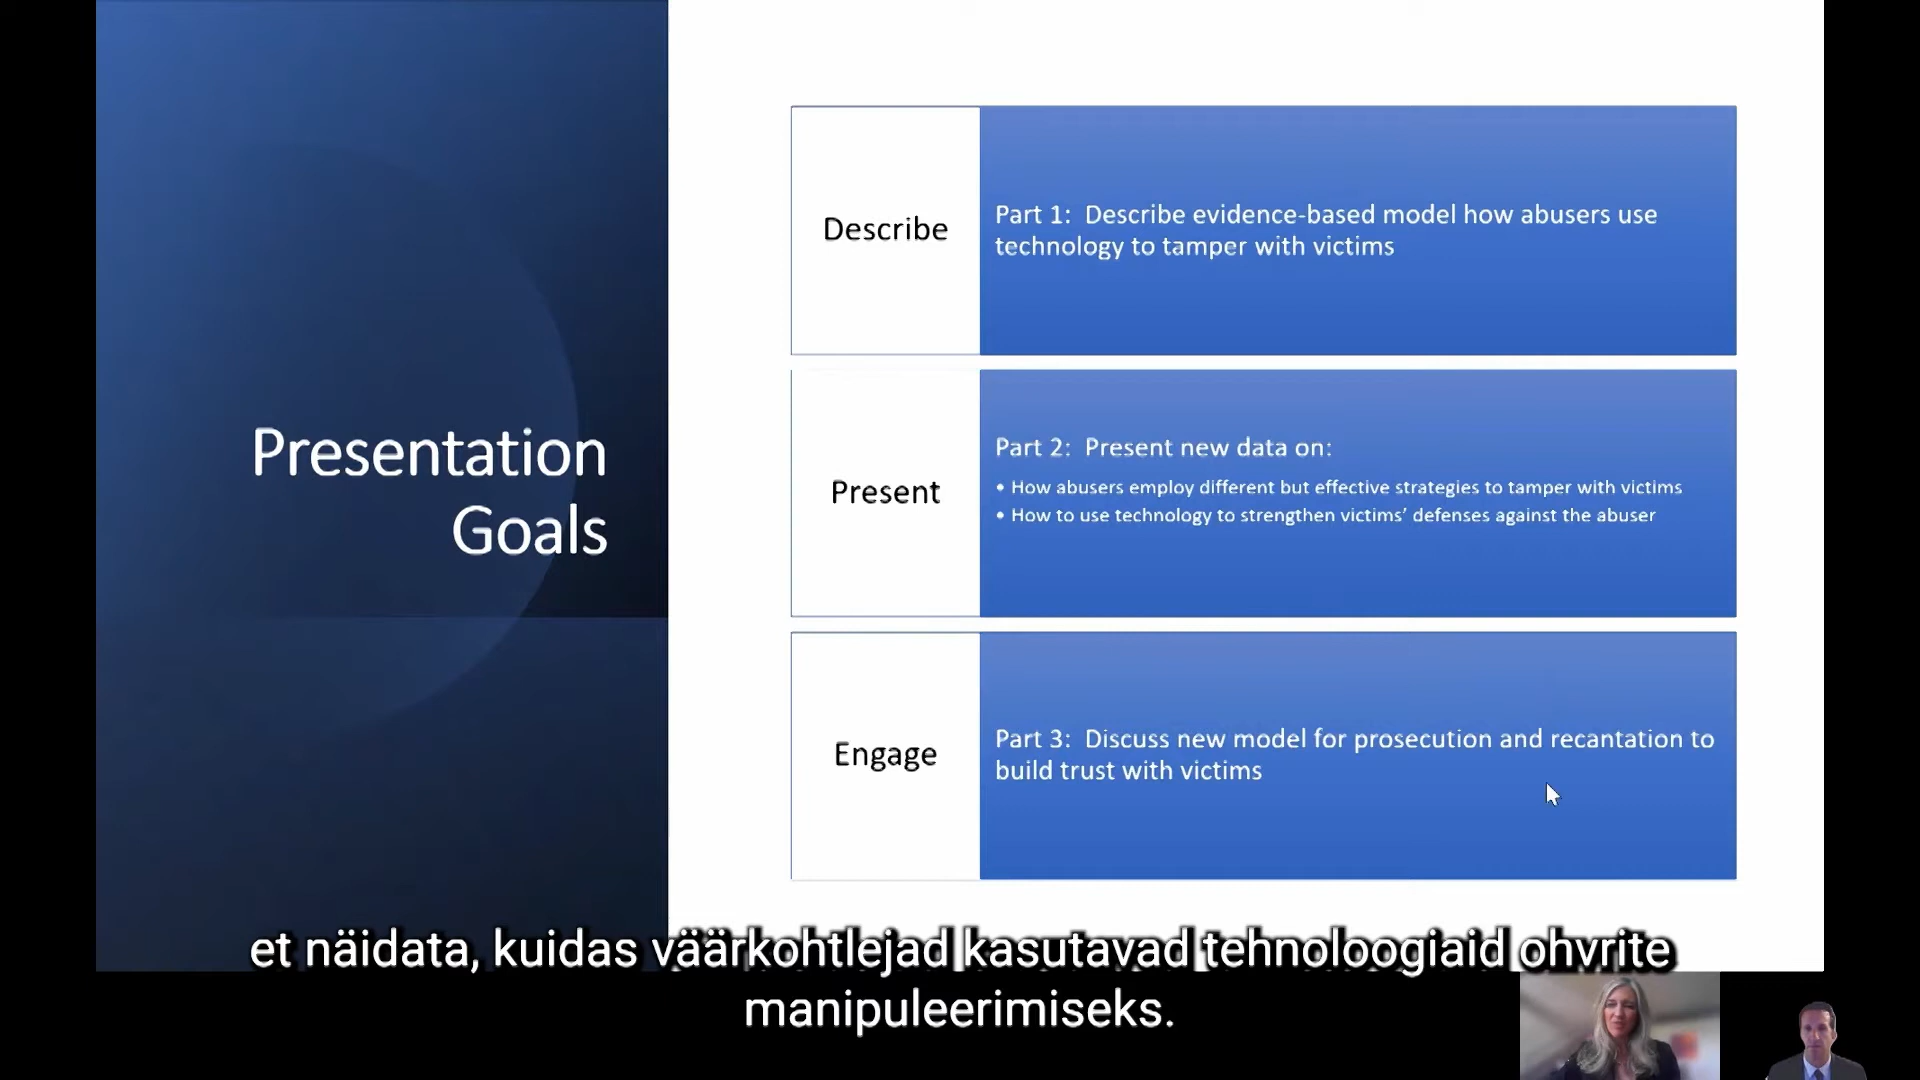 Presentation
Goals
Describe
Part 1:  Describe evidence-based model how abusers use
technology to tamper with victims
Present
Part 2:  Present new data on:
• How abusers employ different but effective strategies to tamper with victims
• How to use technology to strengthen victims’ defenses against the abuser
Engage
Part 3:  Discuss new model for prosecution and recantation to
build trust with victims
et näidata, kuidas väärkohtlejad kasutavad tehnoloogiaid ohvrite
manipuleerimiseks.